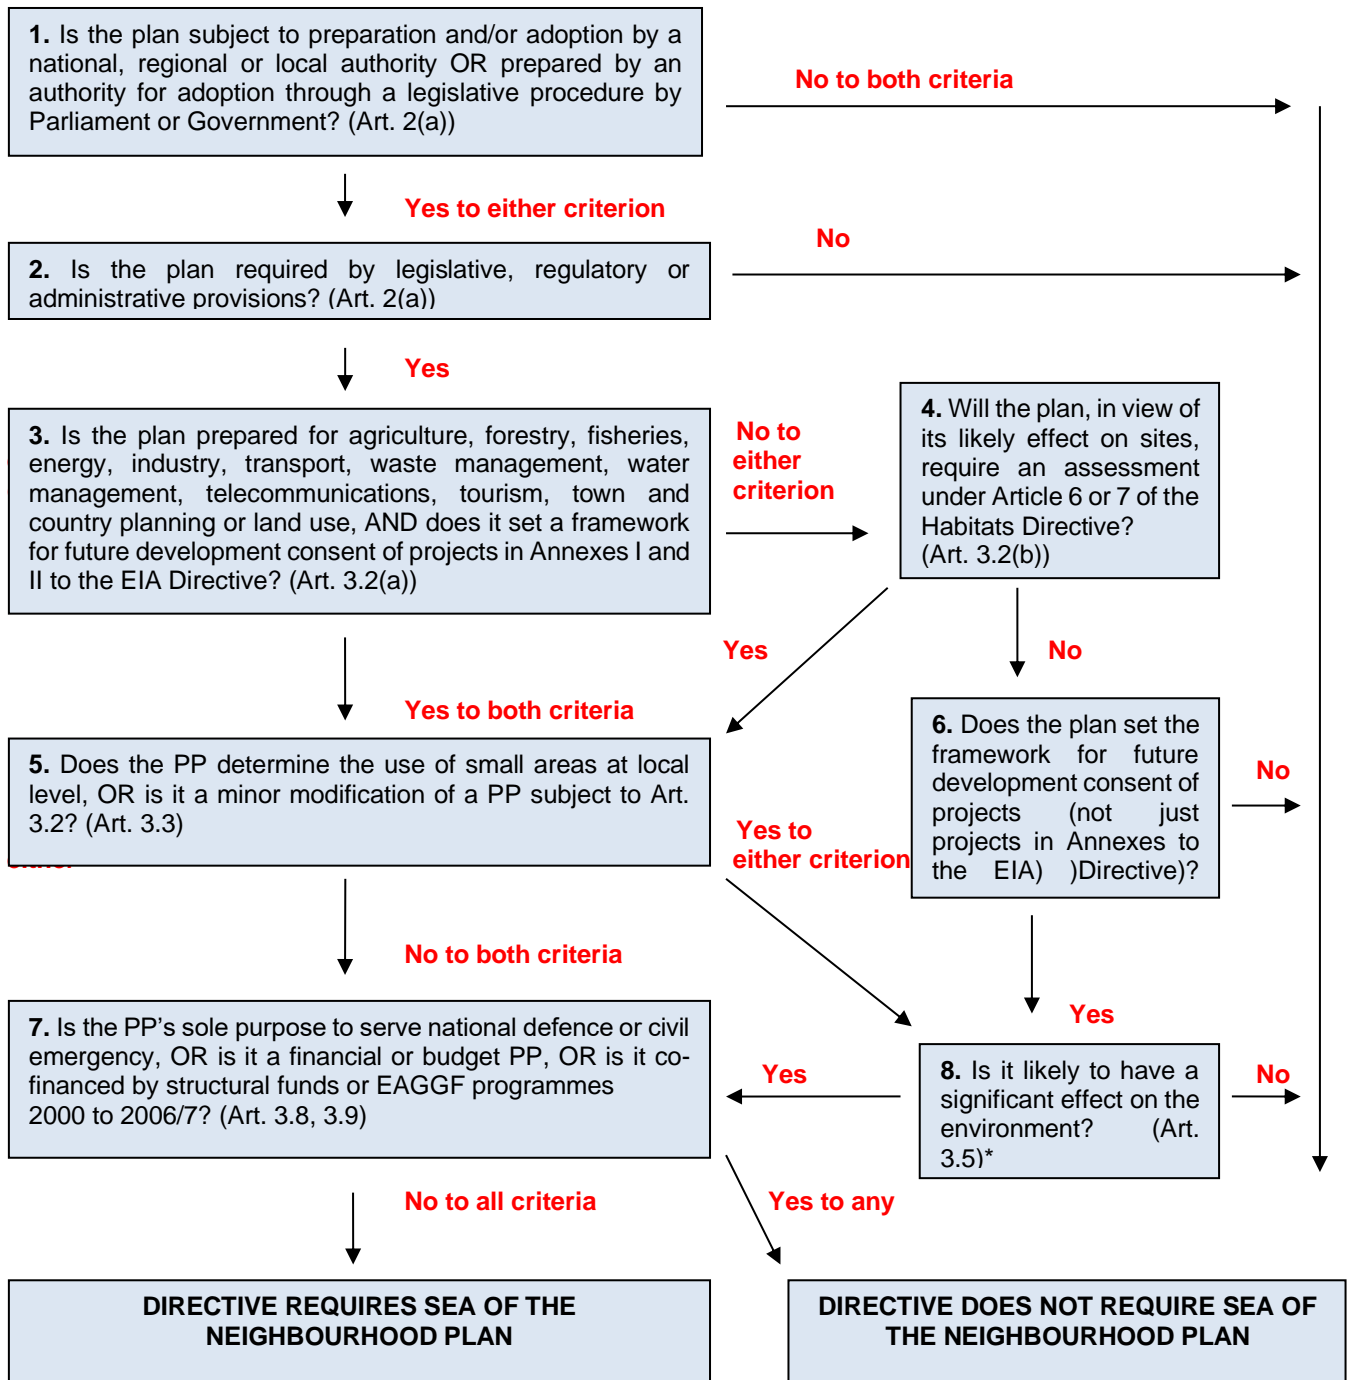 1. Is the plan subject to preparation and/or adoption by a
national, regional or local authority OR prepared by an
authority for adoption through a legislative procedure by
Parliament or Government? (Art. 2(a))
No to both criteria
Yes to either criterion
No
2. Is the plan required by legislative, regulatory or
administrative provisions? (Art. 2(a))
Yes
3. Is the plan prepared for agriculture, forestry, fisheries,
energy, industry, transport, waste management, water
management, telecommunications, tourism, town and
country planning or land use, AND does it set a framework
for future development consent of projects in Annexes I and
II to the EIA Directive? (Art. 3.2(a))
No to
either
criterion
4. Will the plan, in view of
its likely effect on sites,
require an assessment
under Article 6 or 7 of the
Habitats Directive?
(Art. 3.2(b))
Yes
No
Yes to both criteria
5. Does the PP determine the use of small areas at local
level, OR is it a minor modification of a PP subject to Art.
3.2? (Art. 3.3)
Yes to
either criterion
6. Does the plan set the
framework for future
development consent of
projects (not just
projects in Annexes to
the EIA) )Directive)?
No
No to both criteria
Yes
7. Is the PP’s sole purpose to serve national defence or civil
emergency, OR is it a financial or budget PP, OR is it co-
financed by structural funds or EAGGF programmes
2000 to 2006/7? (Art. 3.8, 3.9)
Yes
8. Is it likely to have a
significant effect on the
environment? (Art.
3.5)*
No
No to all criteria
Yes to any
DIRECTIVE REQUIRES SEA OF THE
NEIGHBOURHOOD PLAN
DIRECTIVE DOES NOT REQUIRE SEA OF
THE NEIGHBOURHOOD PLAN